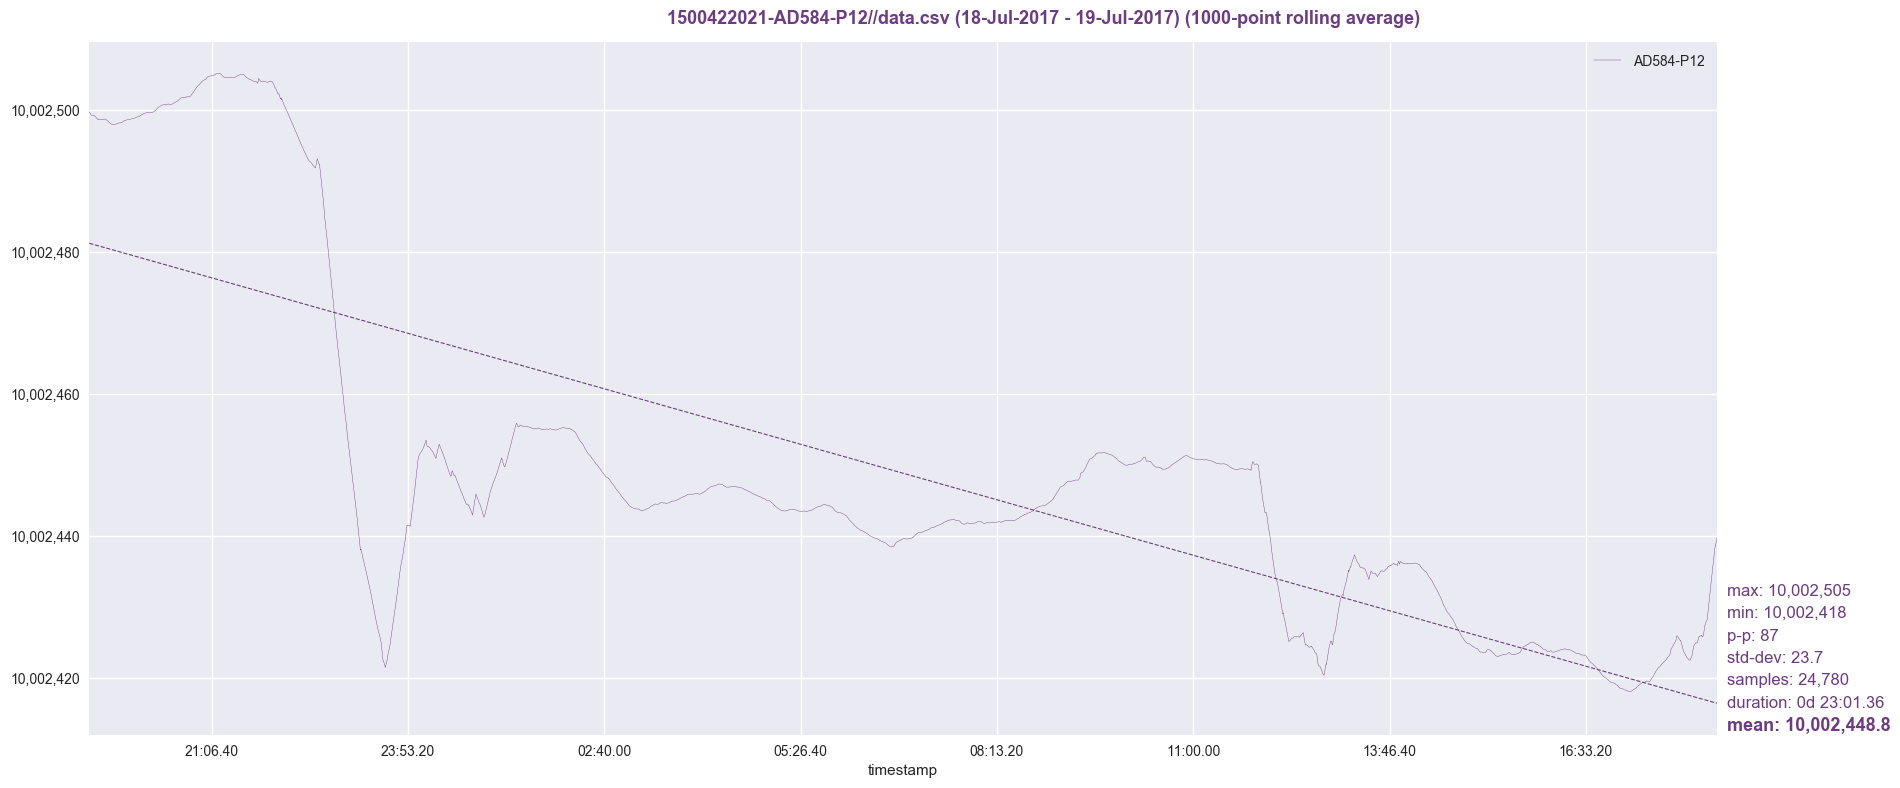 1500422021-AD584-P12//data.csv (18-Jul-2017 - 19-Jul-2017) (1000-point rolling average)
AD584-P12
10,002,500
10,002,480
10,002,460
10,002,440
10,002,420
max: 10,002,505
min: 10,002,418
p-p: 87
std-dev: 23.7
samples: 24,780
duration: 0d 23:01.36
mean: 10,002,448.8
21:06.40 23:53.20 02:40.00 05:26.40 08:13.20 11:00.00 13:46.40 16:33.20
timestamp